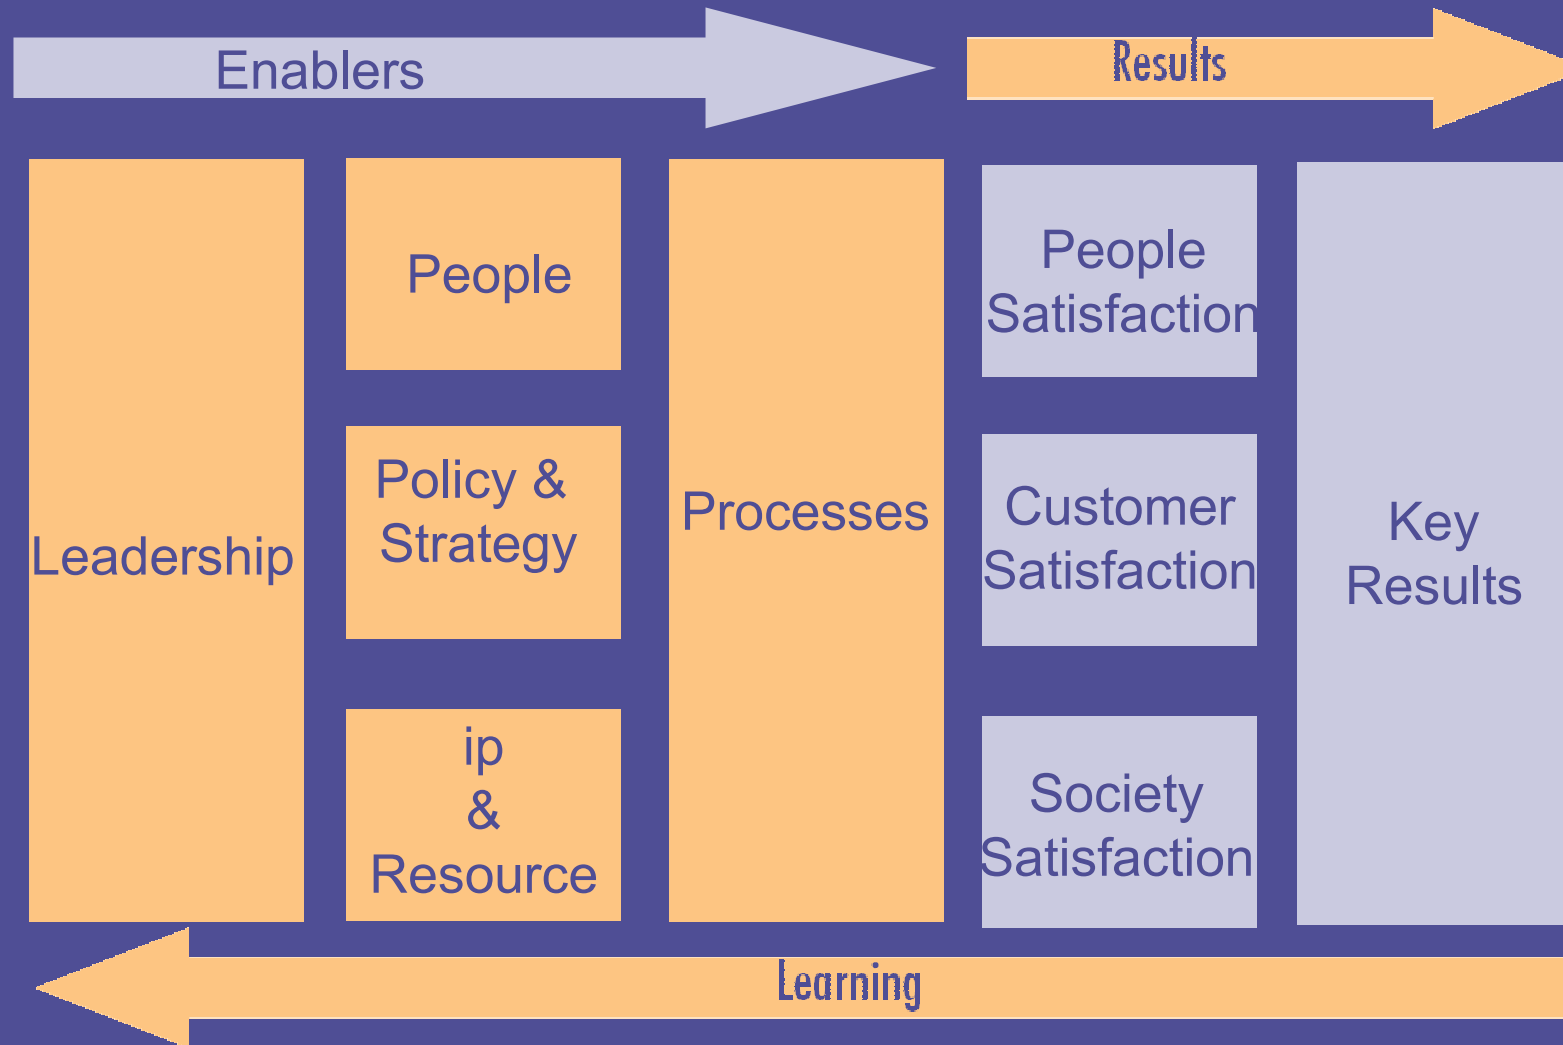 Enablers
Results
Leadership
People
Policy &
Strategy
ip
&
Resource
Processes
People
Satisfaction
Customer
Satisfaction
Society
Satisfaction
Key
Results
Learning